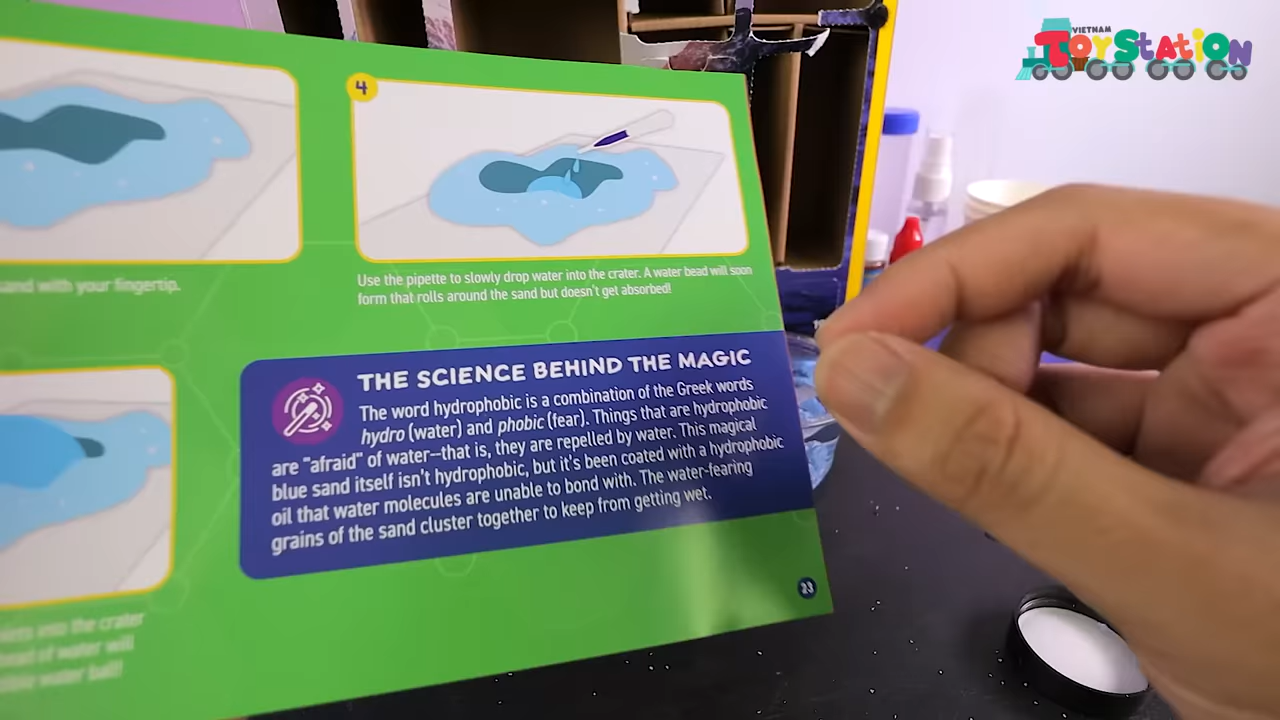 VIETNAM
TOYSTATION
4
sand with your fingertip.
Use the pipette to slowly drop water into the crater. A water bead will soon
form that rolls around the sand but doesn't get absorbed!
THE SCIENCE BEHIND THE MAGIC
The word hydrophobic is a combination of the Greek words
hydro (water) and phobic (fear). Things that are hydrophobic
are "afraid" of water—that is, they are repelled by water. This magical
blue sand itself isn't hydrophobic, but it's been coated with a hydrophobic
oil that water molecules are unable to bond with. The water-fearing
grains of the sand cluster together to keep from getting wet.
into the crater
of water will
water ball!
23